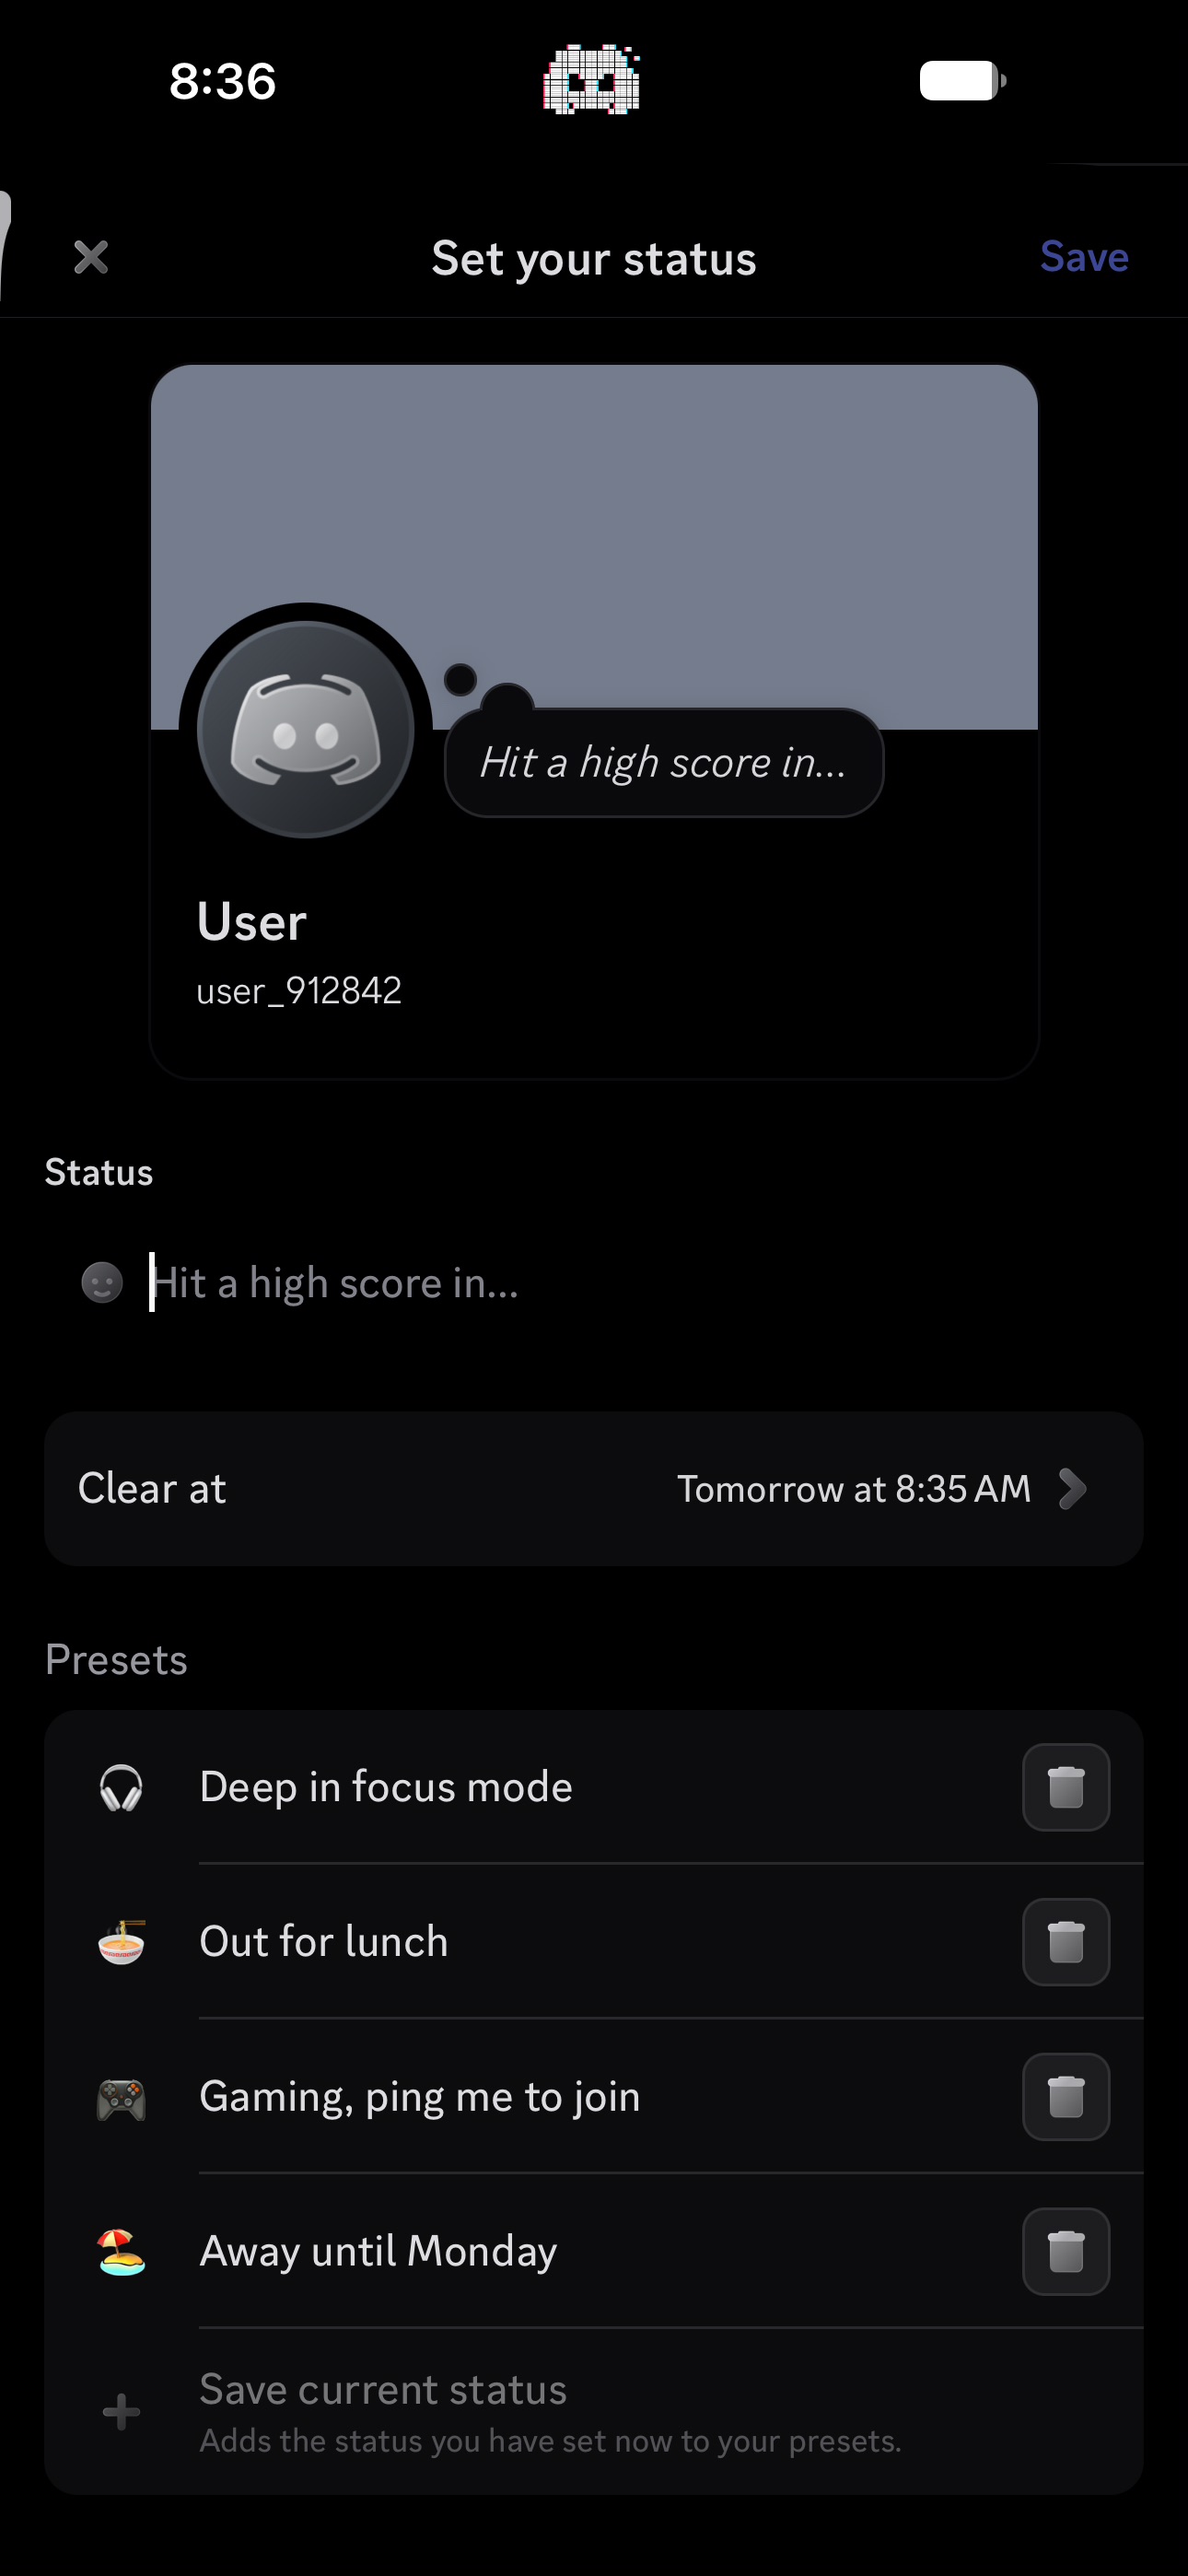 8:36
Set your status
Save
Hit a high score in...
User
user_912842
Status
Hit a high score in...
Clear at
Tomorrow at 8:35 AM
Presets
Deep in focus mode
Out for lunch
Gaming, ping me to join
Away until Monday
Save current status
Adds the status you have set now to your presets.